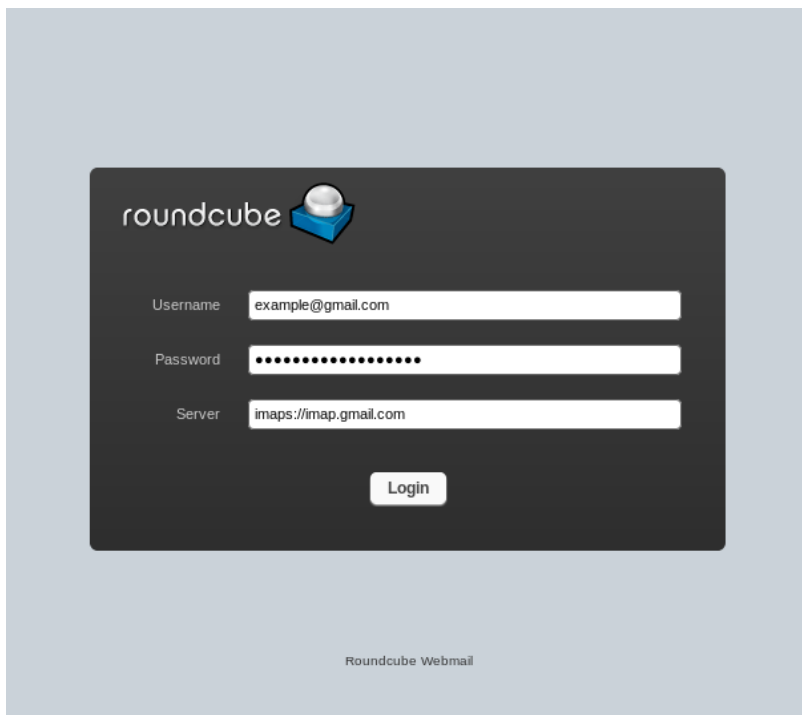 roundcube
Username example@gmail.com
Password ••••••••••••••••••
Server imaps://imap.gmail.com
Login
Roundcube Webmail